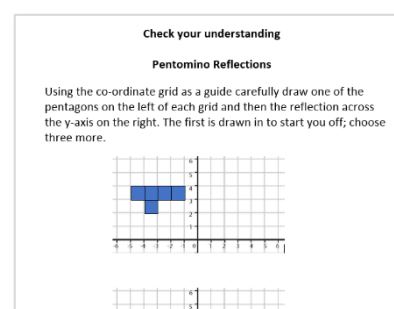 Check your understanding
Pentomino Reflections
Using the co-ordinate grid as a guide carefully draw one of the
pentagons on the left of each grid and then the reflection across
the y-axis on the right. The first is drawn in to start you off; choose
three more.
6
5
4
3
2
1
-6 -5 -4 -3 -2 -1 0 1 2 3 4 5 6
6
5